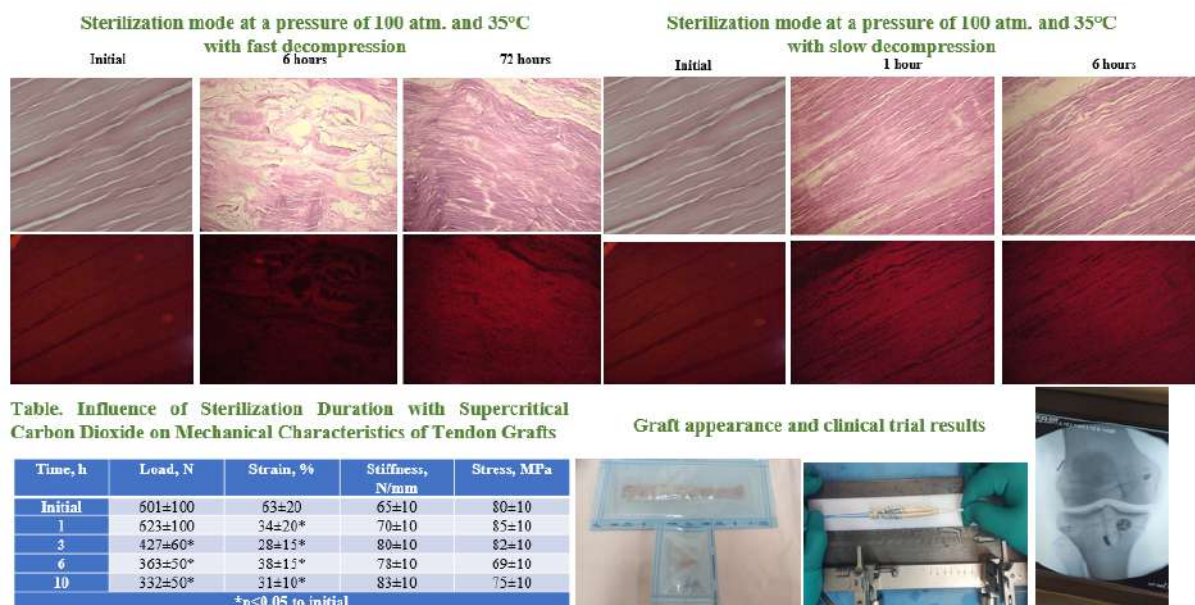 Sterilization mode at a pressure of 100 atm. and 35°C
with fast decompression
Initial
6 hours
72 hours
Sterilization mode at a pressure of 100 atm. and 35°C
with slow decompression
Initial
1 hour
6 hours
Table. Influence of Sterilization Duration with Supercritical
Carbon Dioxide on Mechanical Characteristics of Tendon Grafts
Time, h Load, N Strain, % Stiffness, N/mm Stress, MPa
Initial 601±100 63±20 65±10 80±10
1 623±100 34±20* 70±10 85±10
3 427±60* 28±15* 80±10 82±10
6 363±50* 38±15* 78±10 69±10
10 332±50* 31±10* 83±10 75±10
*p<0.05 to initial
Graft appearance and clinical trial results